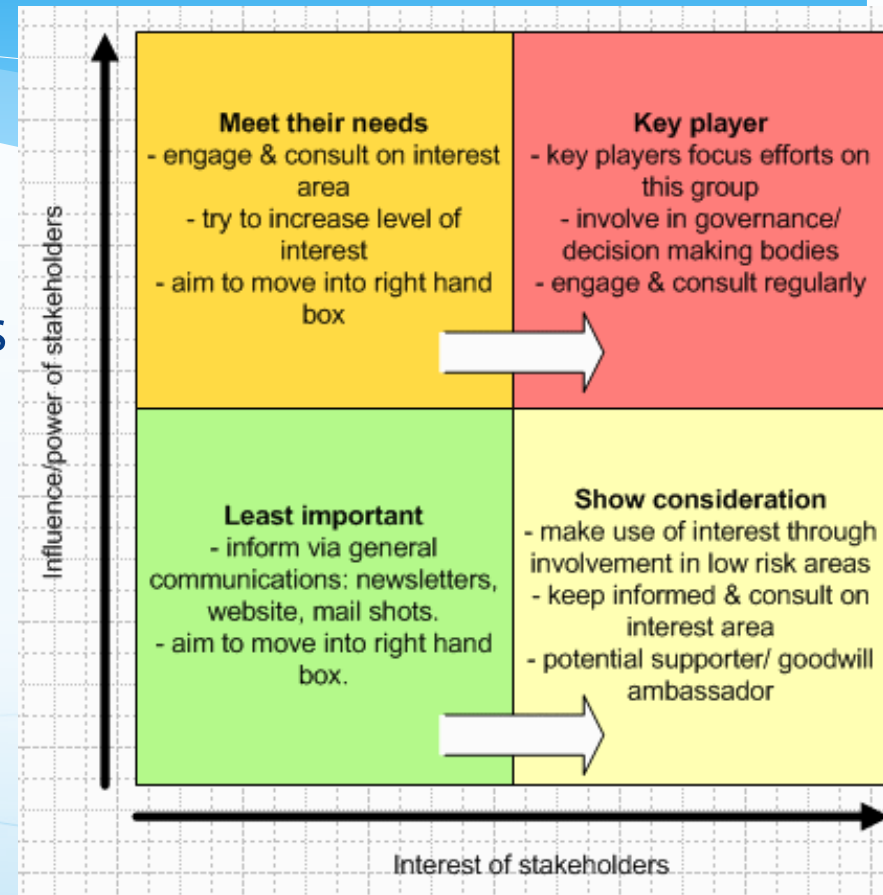 Meet their needs
- engage & consult on interest
area
- try to increase level of
interest
- aim to move into right hand
box
Key player
- key players focus efforts on
this group
- involve in governance/
decision making bodies
- engage & consult regularly
s
Influence/power of stakeholders
Least important
- inform via general
communications: newsletters,
website, mail shots.
- aim to move into right hand
box.
Show consideration
- make use of interest through
involvement in low risk areas
- keep informed & consult on
interest area
- potential supporter/ goodwill
ambassador
Interest of stakeholders